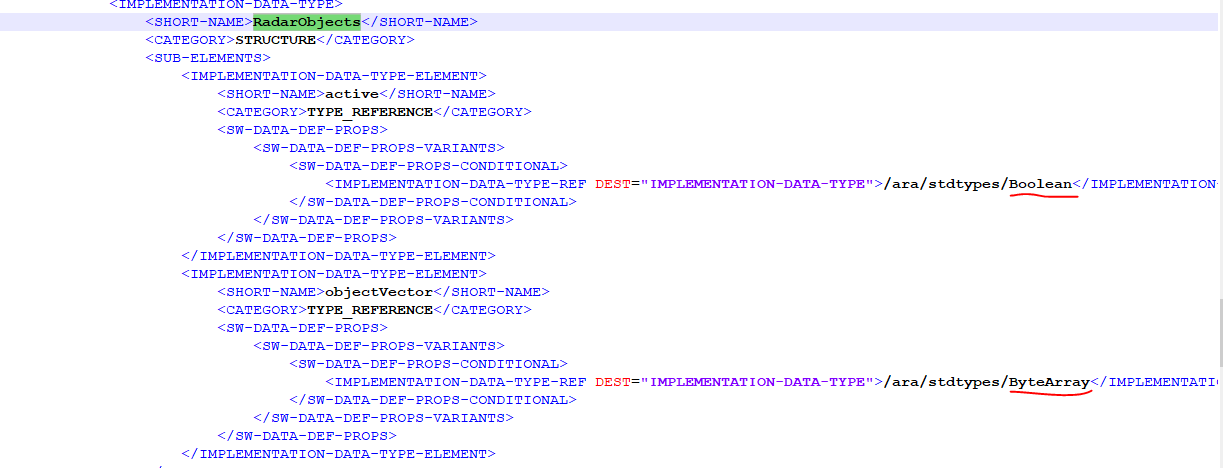 <IMPLEMENTATION-DATA-TYPE>
<SHORT-NAME>RadarObjects</SHORT-NAME>
<CATEGORY>STRUCTURE</CATEGORY>
<SUB-ELEMENTS>
<IMPLEMENTATION-DATA-TYPE-ELEMENT>
<SHORT-NAME>active</SHORT-NAME>
<CATEGORY>TYPE_REFERENCE</CATEGORY>
<SW-DATA-DEF-PROPS>
<SW-DATA-DEF-PROPS-VARIANTS>
<SW-DATA-DEF-PROPS-CONDITIONAL>
<IMPLEMENTATION-DATA-TYPE-REF DEST="IMPLEMENTATION-DATA-TYPE">/ara/stdtypes/Boolean</IMPLEMENTATION
</SW-DATA-DEF-PROPS-CONDITIONAL>
</SW-DATA-DEF-PROPS-VARIANTS>
</SW-DATA-DEF-PROPS>
</IMPLEMENTATION-DATA-TYPE-ELEMENT>
<IMPLEMENTATION-DATA-TYPE-ELEMENT>
<SHORT-NAME>objectVector</SHORT-NAME>
<CATEGORY>TYPE_REFERENCE</CATEGORY>
<SW-DATA-DEF-PROPS>
<SW-DATA-DEF-PROPS-VARIANTS>
<SW-DATA-DEF-PROPS-CONDITIONAL>
<IMPLEMENTATION-DATA-TYPE-REF DEST="IMPLEMENTATION-DATA-TYPE">/ara/stdtypes/ByteArray</IMPLEMENTATI
</SW-DATA-DEF-PROPS-CONDITIONAL>
</SW-DATA-DEF-PROPS-VARIANTS>
</SW-DATA-DEF-PROPS>
</IMPLEMENTATION-DATA-TYPE-ELEMENT>